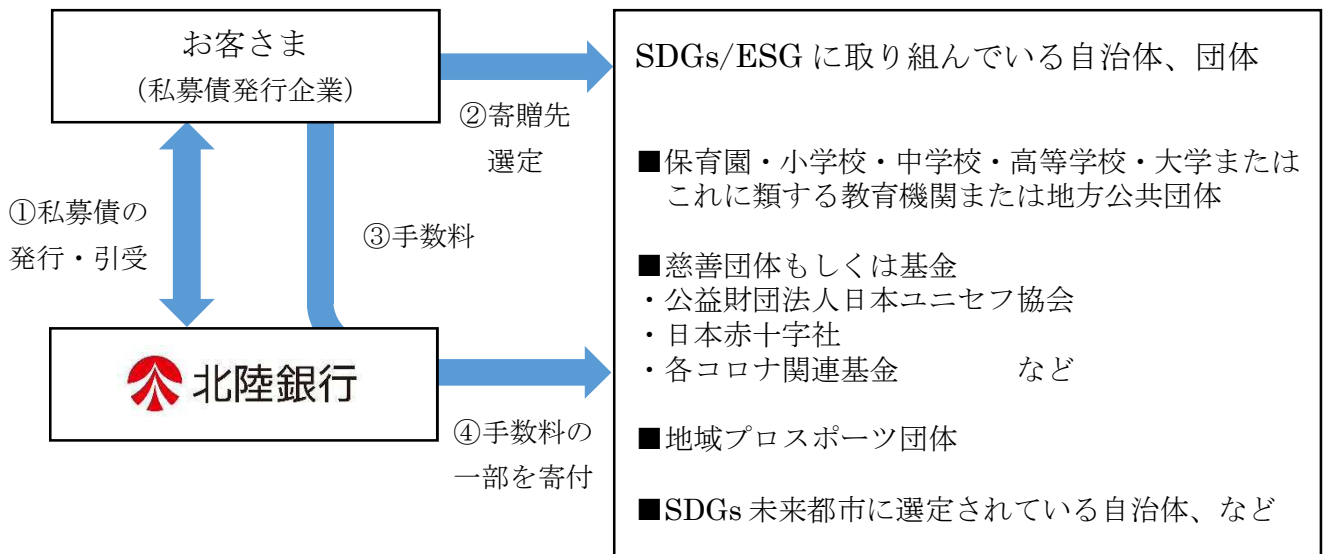 お客さま
(私募債発行企業)
①私募債の
発行・引受
②寄贈先
選定
③手数料
北陸銀行
④手数料の
一部を寄付
SDGs/ESG に取り組んでいる自治体、団体
■保育園・小学校・中学校・高等学校・大学または
これに類する教育機関または地方公共団体
■慈善団体もしくは基金
・公益財団法人日本ユニセフ協会
・日本赤十字社
・各コロナ関連基金　　　　など
■地域プロスポーツ団体
■SDGs 未来都市に選定されている自治体、など